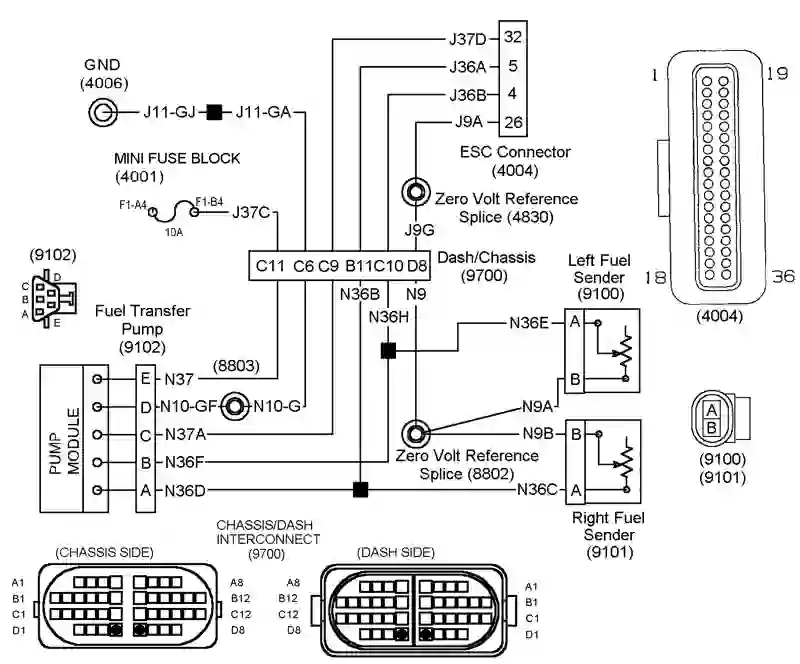 J37D 32
J36A 5
J36B 4
J9A 26
ESC Connector
(4004)
GND
(4006)
J11-GJ J11-GA
MINI FUSE BLOCK
(4001)
F1-A4 F1-B4 J37C
10A
Zero Volt Reference
Splice (4830)
J9G
1 19
18 36
(4004)
C11 C6 C9 B11 C10 D8
Dash/Chassis
(9700)
N36B N9
N36H
(9102)
D
C
B
A
E
Fuel Transfer
Pump
(9102)
Left Fuel
Sender
(9100)
N36E A
B
N9A
(8803)
PUMP
MODULE
E N37
D N10-GF N10-G
C N37A
B N36F
A N36D
Zero Volt Reference
Splice (8802)
N9B B
N36C A
Right Fuel
Sender
(9101)
A
B
(9100)
(9101)
CHASSIS/DASH
INTERCONNECT
(9700)
(CHASSIS SIDE)
A1 A8
B1 B12
C1 C12
D1 D8
(DASH SIDE)
A8 A1
B12 B1
C12 C1
D8 D1